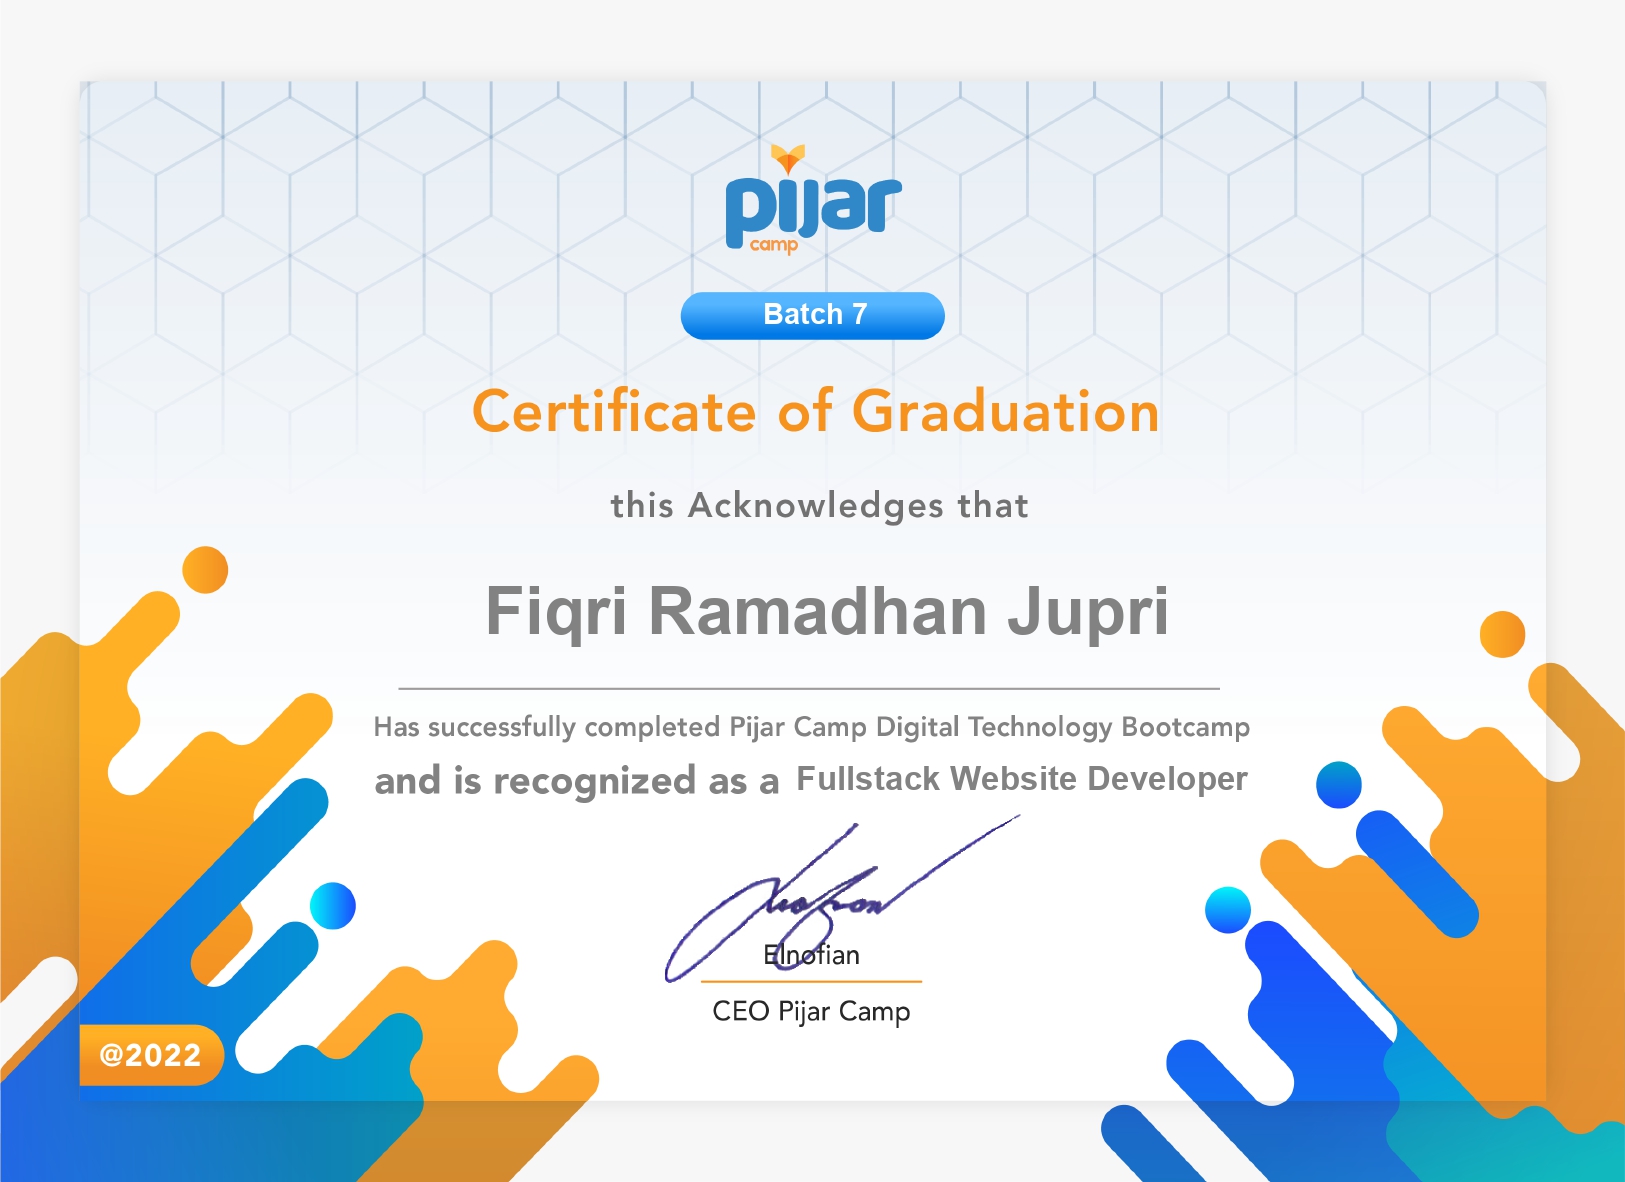 pijar
camp
Batch 7
Certificate of Graduation
this Acknowledges that
Fiqri Ramadhan Jupri
Has successfully completed Pijar Camp Digital Technology Bootcamp
and is recognized as a Fullstack Website Developer
Elnofian
CEO Pijar Camp
@2022